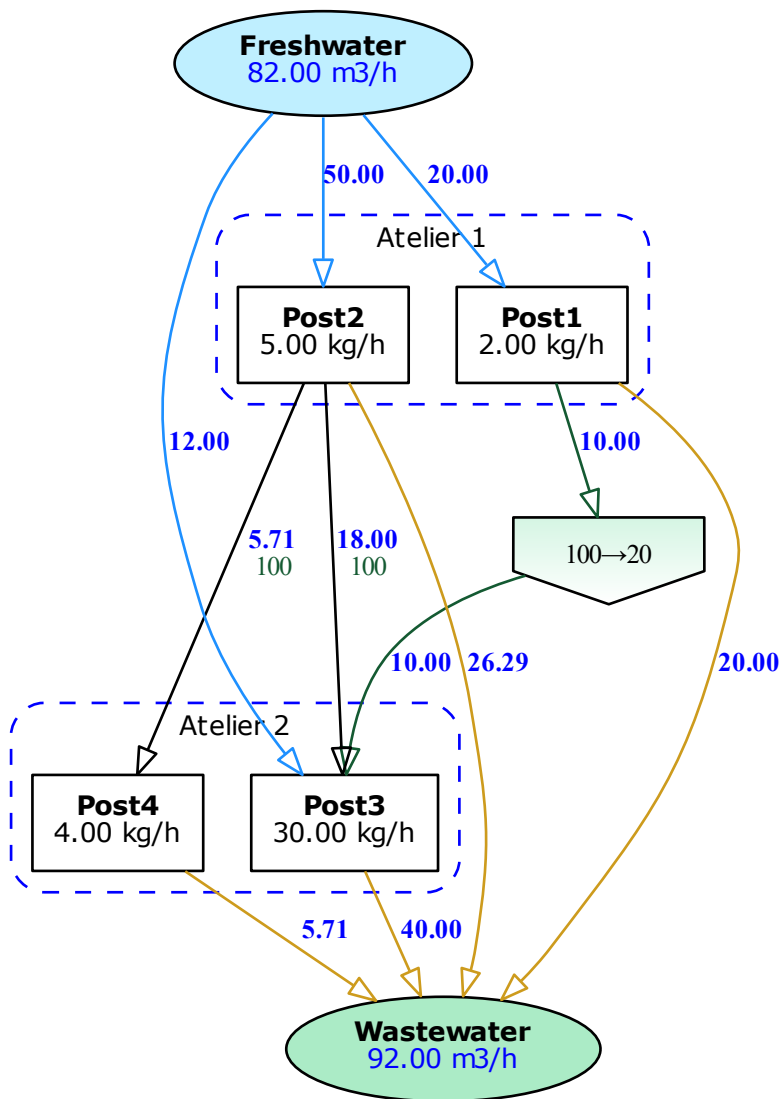 Freshwater
82.00 m3/h
50.00
20.00
Atelier 1
Post2
5.00 kg/h
Post1
2.00 kg/h
12.00
10.00
5.71
100
18.00
100
100→20
10.00
26.29
20.00
Atelier 2
Post4
4.00 kg/h
Post3
30.00 kg/h
5.71
40.00
Wastewater
92.00 m3/h